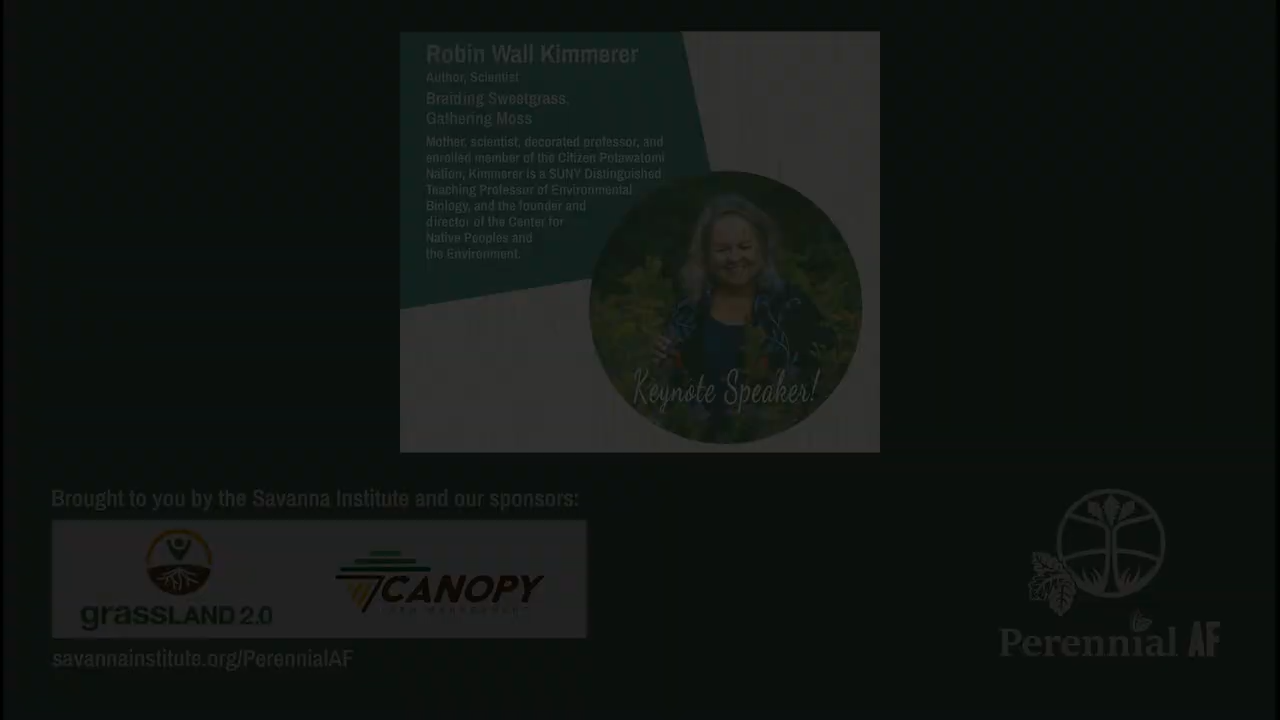 Robin Wall Kimmerer
Author, Scientist
Braiding Sweetgrass,
Gathering Moss
Mother, scientist, decorated professor, and
enrolled member of the Citizen Potawatomi
Nation, Kimmerer is a SUNY Distinguished
Teaching Professor of Environmental
Biology, and the founder and
director of the Center for
Native Peoples and
the Environment.
Keynote Speaker!
Brought to you by the Savanna Institute and our sponsors:
grassLAND 2.0
CANOPY
savannainstitute.org/PerennialAF
Perennial AF